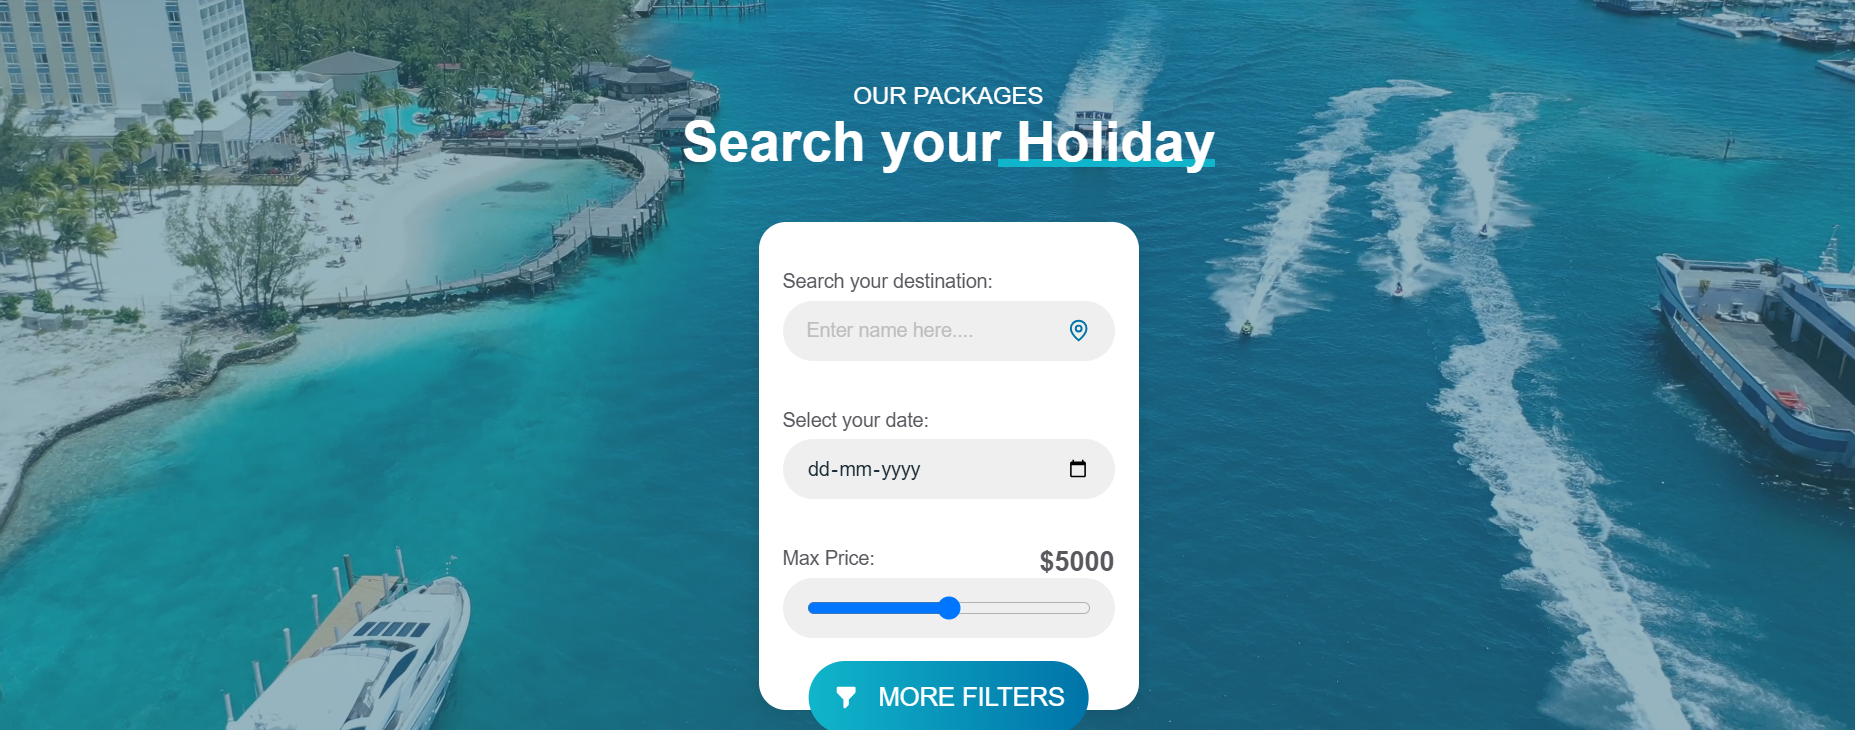 OUR PACKAGES
Search your Holiday
Search your destination:
Enter name here....
Select your date:
dd-mm-yyyy
Max Price: $5000
MORE FILTERS